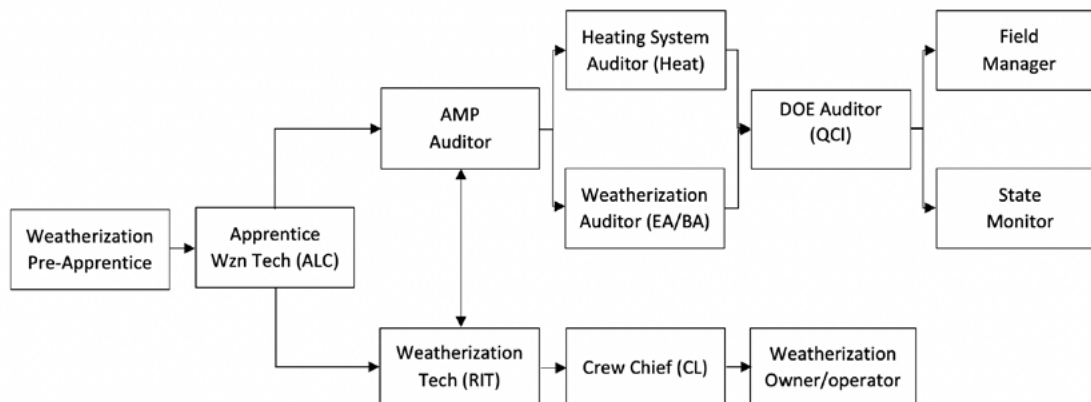 Heating System
Auditor (Heat)
Field
Manager
AMP
Auditor
DOE Auditor
(QCI)
Weatherization
Auditor (EA/BA)
State
Monitor
Weatherization
Pre-Apprentice
Apprentice
Wzn Tech (ALC)
Weatherization
Tech (RIT)
Crew Chief (CL)
Weatherization
Owner/operator